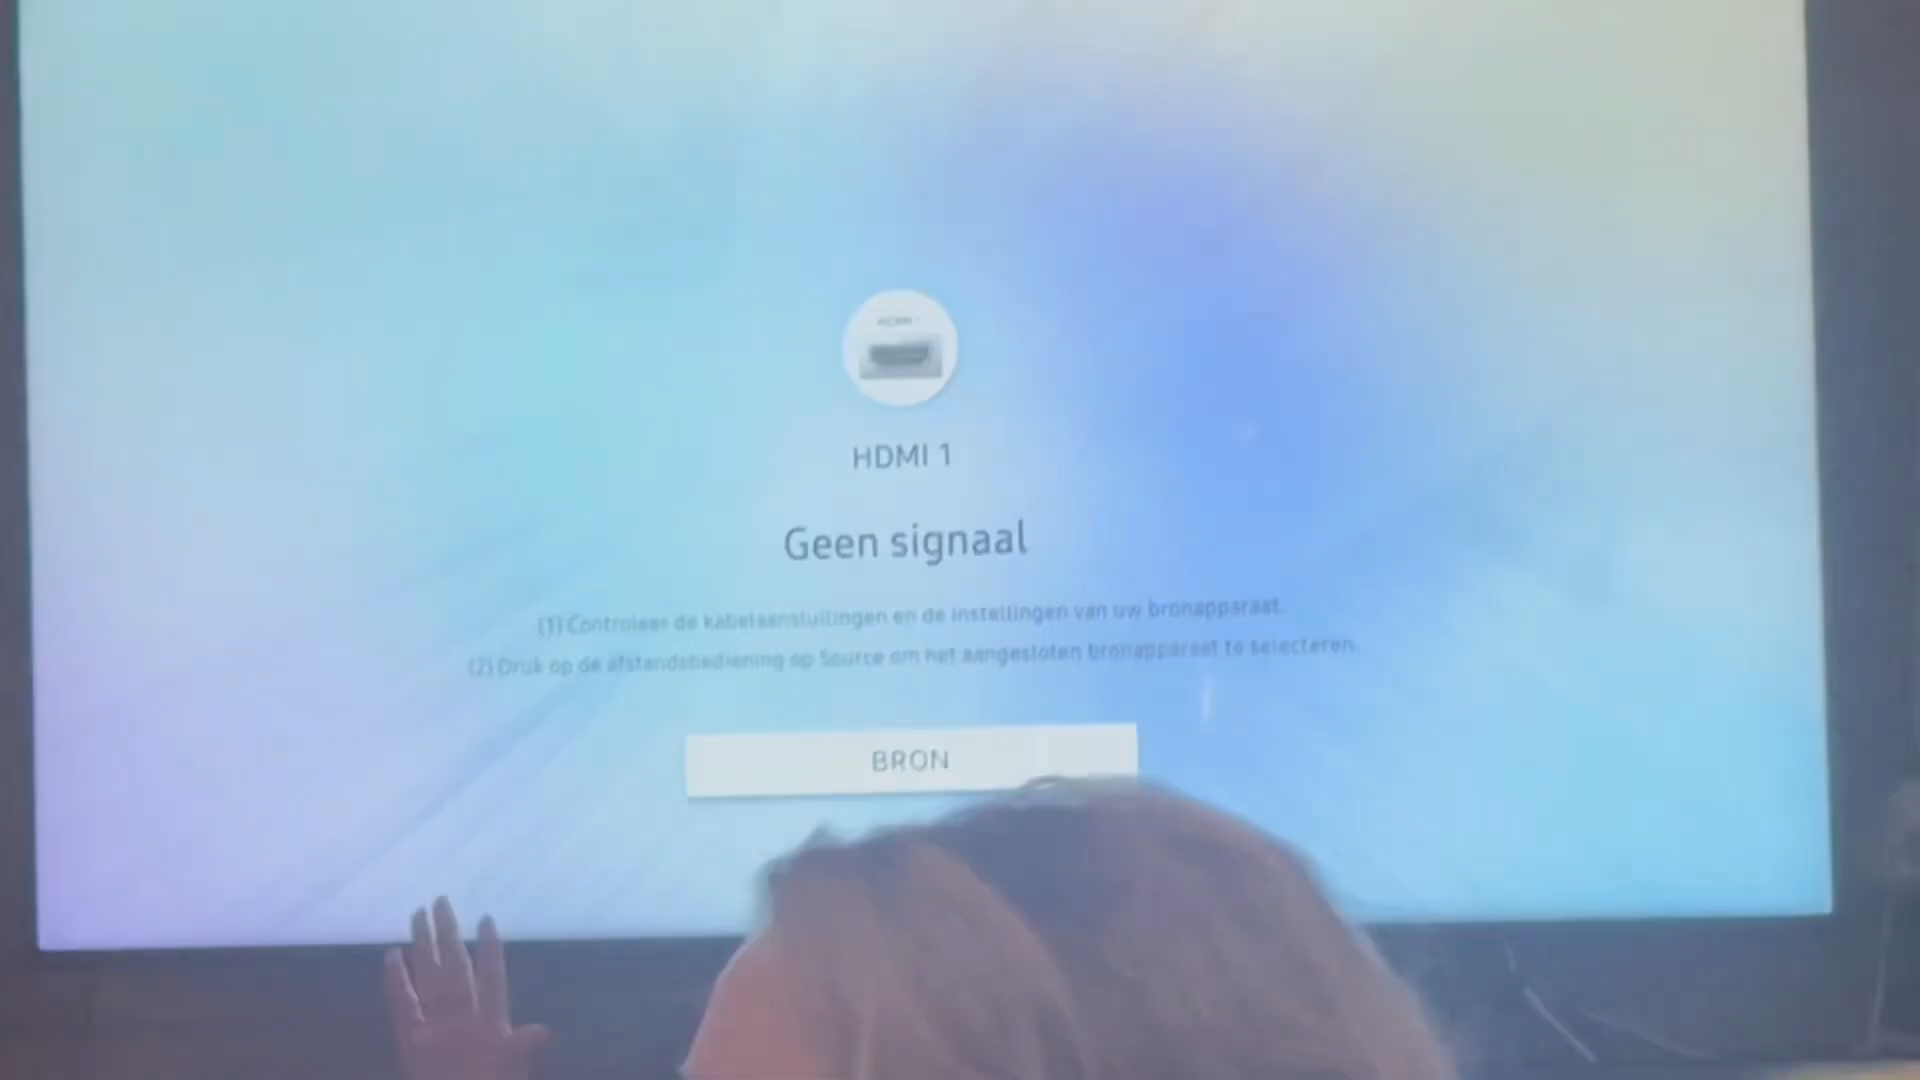 HDMI 1
Geen signaal
(1) Controleer de kabelaansluitingen en de instellingen van uw bronapparaat.
(2) Druk op de afstandsbediening op Source om het aangesloten bronapparaat te selecteren.
BRON